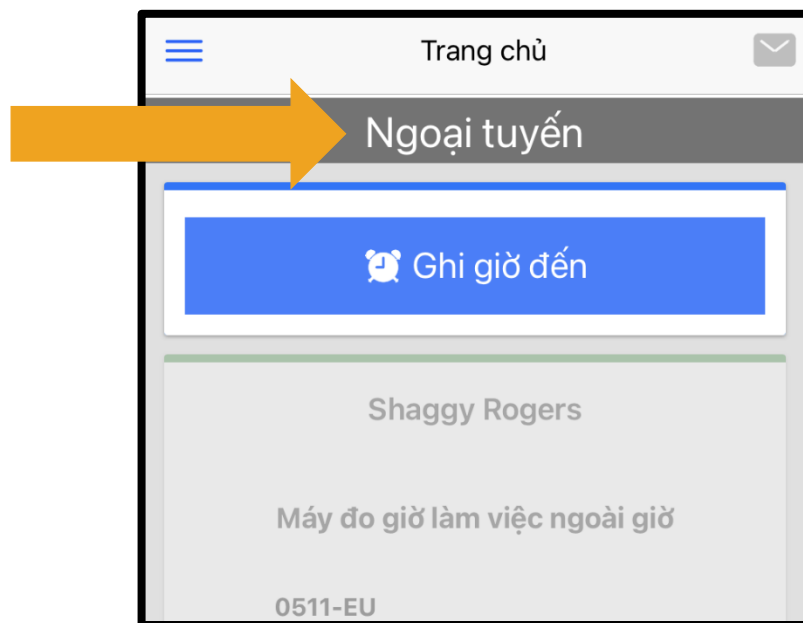 Trang chủ
Ngoại tuyến
Ghi giờ đến
Shaggy Rogers
Máy đo giờ làm việc ngoài giờ
0511-EU